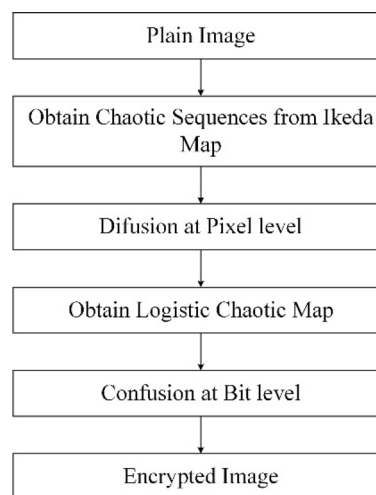 Plain Image
Obtain Chaotic Sequences from Ikeda
Map
Difusion at Pixel level
Obtain Logistic Chaotic Map
Confusion at Bit level
Encrypted Image